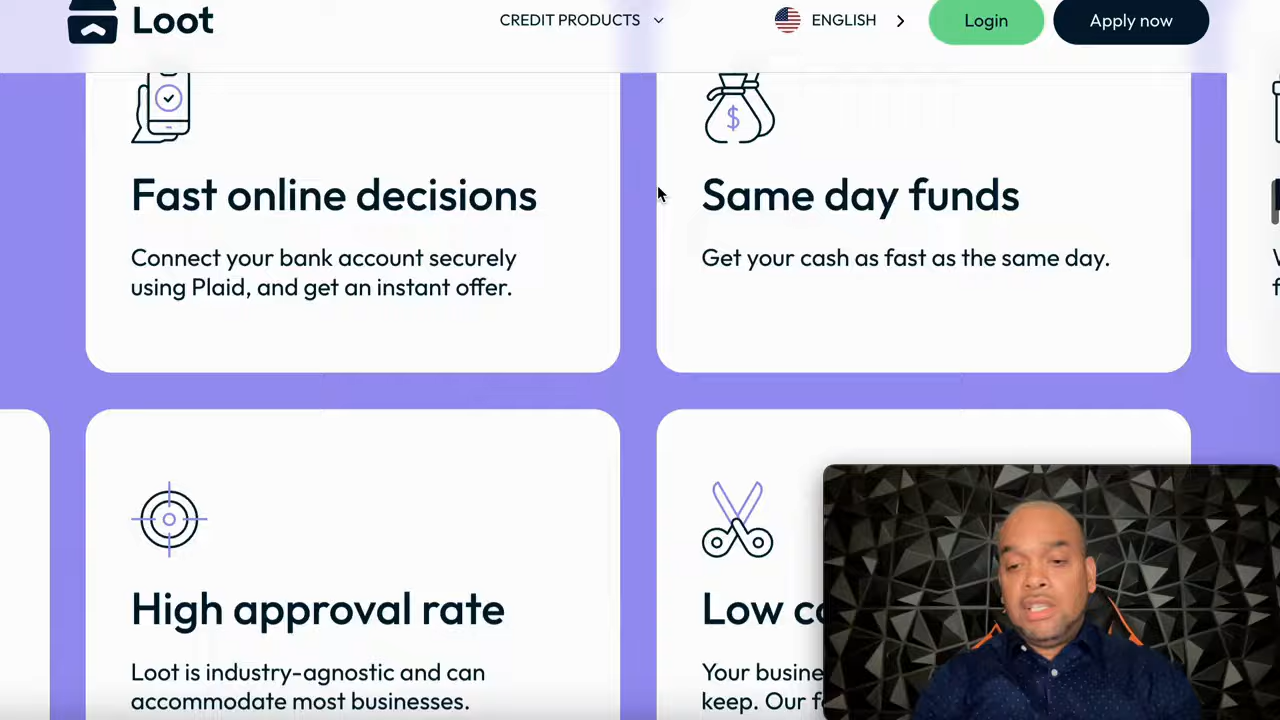 Loot
CREDIT PRODUCTS
ENGLISH
Login
Apply now
$
Fast online decisions
Connect your bank account securely
using Plaid, and get an instant offer.
Same day funds
Get your cash as fast as the same day.
High approval rate
Loot is industry-agnostic and can
accommodate most businesses.
Low
Your
keep. Our